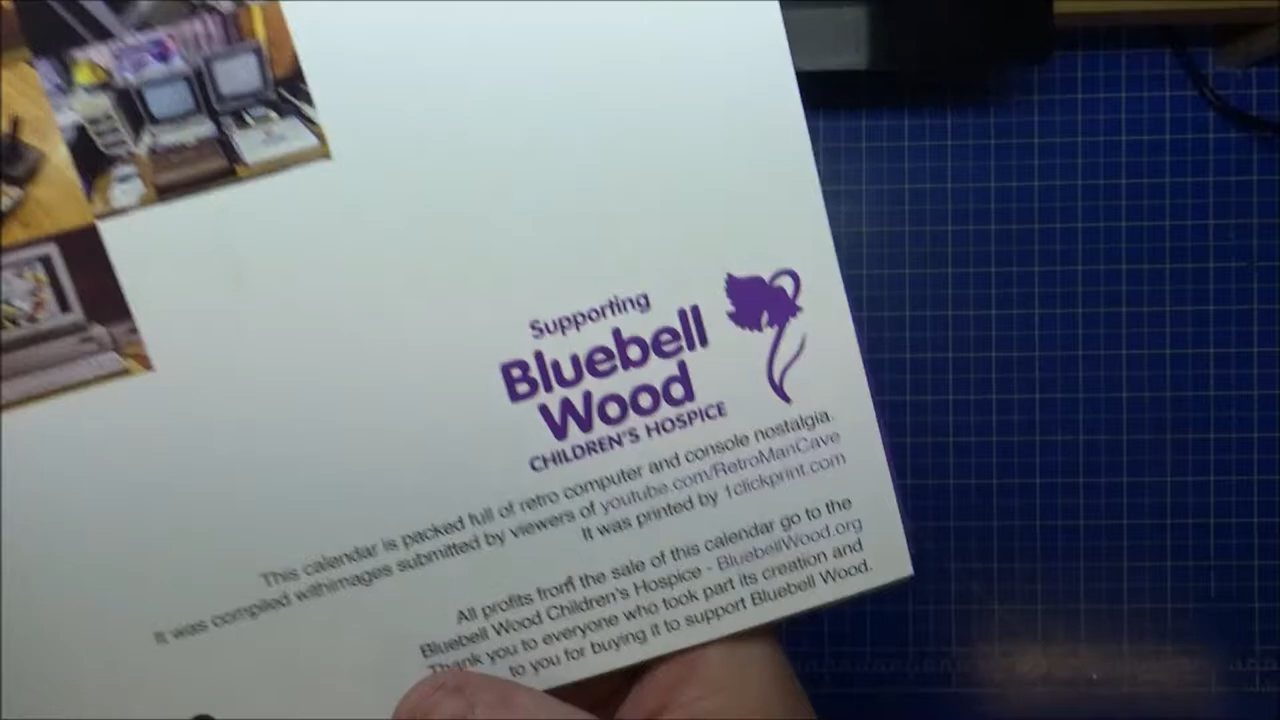 Supporting
Bluebell
Wood
CHILDREN'S HOSPICE
This calendar is packed full of retro computer and console nostalgia.
It was compiled withimages submitted by viewers of youtube.com/RetroManCave
It was printed by 1clickprint.com
All profits from the sale of this calendar go to the
Bluebell Wood Children's Hospice - BluebellWood.org
Thank you to everyone who took part its creation and
to you for buying it to support Bluebell Wood.